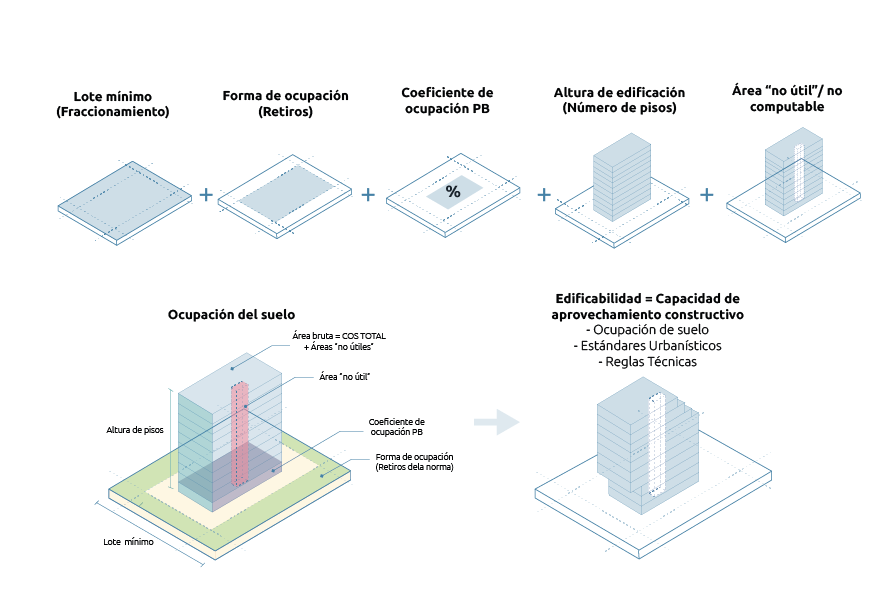 Lote mínimo
(Fraccionamiento)
+
Forma de ocupación
(Retiros)
+
Coeficiente de
ocupación PB
%
+
Altura de edificación
(Número de pisos)
+
Área “no útil”/ no
computable
Ocupación del suelo
Área bruta = COS TOTAL
+ Áreas “no útiles”
Área “no útil”
Altura de pisos
Coeficiente de
ocupación PB
Forma de ocupación
(Retiros dela norma)
Lote mínimo
Edificabilidad = Capacidad de
aprovechamiento constructivo
- Ocupación de suelo
- Estándares Urbanísticos
- Reglas Técnicas